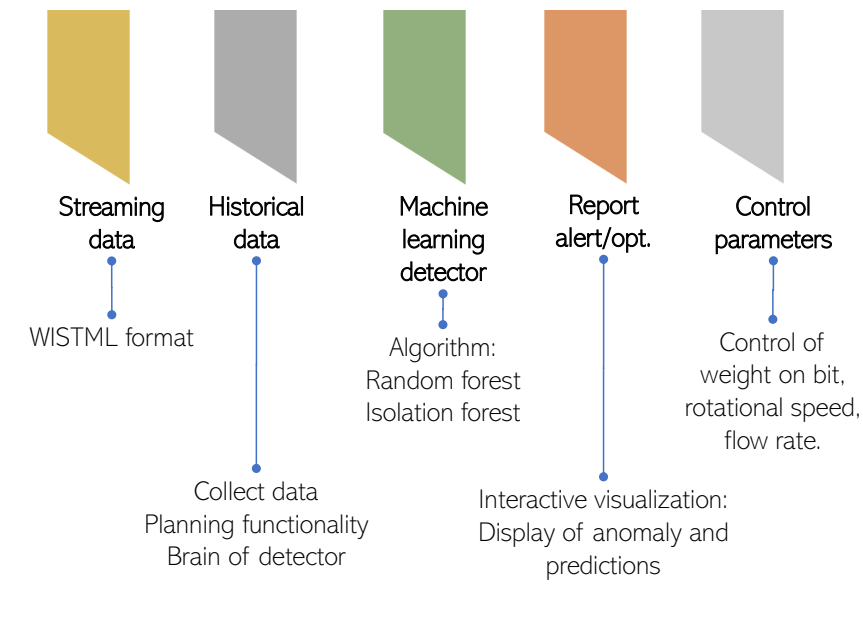 Streaming
data
WISTML format
Historical
data
Collect data
Planning functionality
Brain of detector
Machine
learning
detector
Algorithm:
Random forest
Isolation forest
Report
alert/opt.
Interactive visualization:
Display of anomaly and
predictions
Control
parameters
Control of
weight on bit,
rotational speed,
flow rate.